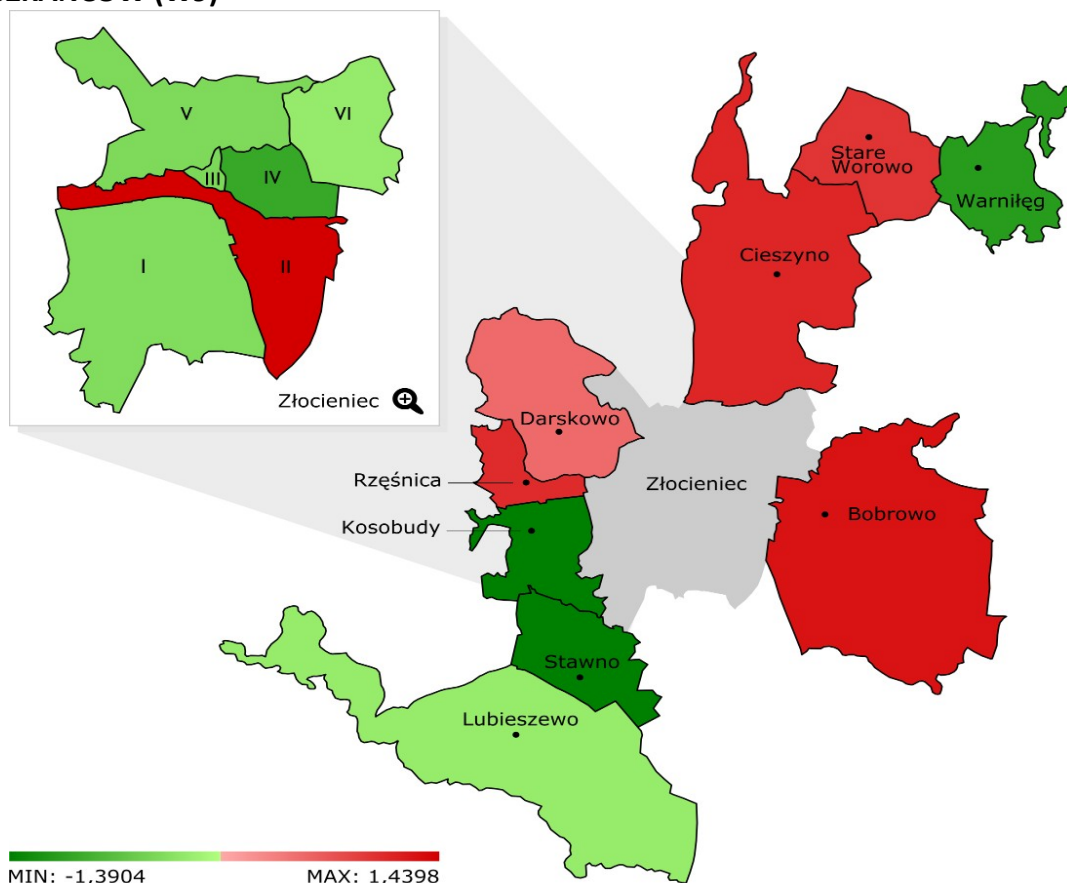 V
VI
III
IV
I
II
Złocieniec
Stare
Worowo
Warniłęg
Cieszyno
Darskowo
Rzęśnica
Złocieniec
Kosobudy
Bobrowo
Stawno
Lubieszewo
MIN: -1,3904
MAX: 1,4398